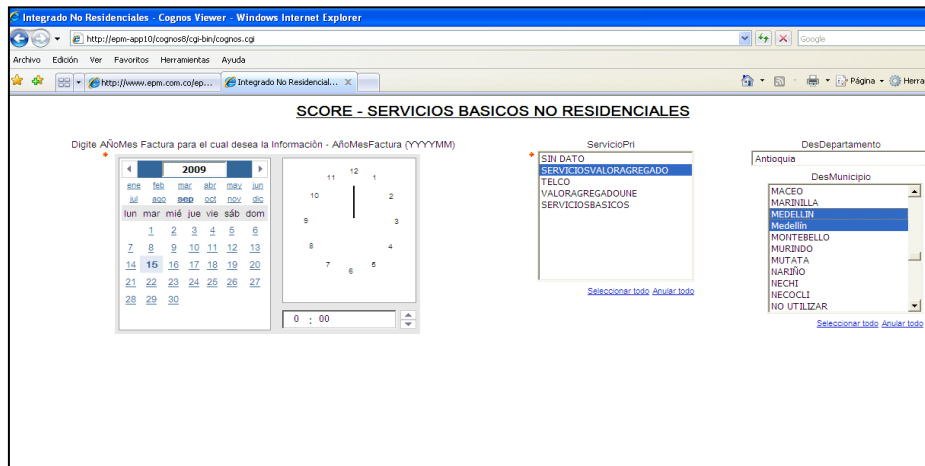 Integrado No Residenciales - Cognos Viewer - Windows Internet Explorer
http://epm-app10/cognos8/cgi-bin/cognos.cgi
Google
Archivo Edición Ver Favoritos Herramientas Ayuda
http://www.epm.com.co/ep... Integrado No Residencial... X
Página Herra
SCORE - SERVICIOS BASICOS NO RESIDENCIALES
Digite AÑoMes Factura para el cual desea la Informaciòn - AñoMesFactura (YYYYMM)
2009
ene feb mar abr may jun
jul ago sep oct nov dic
lun mar mié jue vie sáb dom
1 2 3 4 5 6
7 8 9 10 11 12 13
14 15 16 17 18 19 20
21 22 23 24 25 26 27
28 29 30
12
11 1
10 2
9 3
8 4
7 5
6
0 : 00
ServicioPri
SIN DATO
SERVICIOSVALORAGREGADO
TELCO
VALORAGREGADOUNE
SERVICIOSBASICOS
Seleccionar todo Anular todo
DesDepartamento
Antioquia
DesMunicipio
MACEO
MARINILLA
MEDELLIN
Medellín
MONTEBELLO
MURINDO
MUTATA
NARIÑO
NECHI
NECOCLI
NO UTILIZAR
Seleccionar todo Anular todo